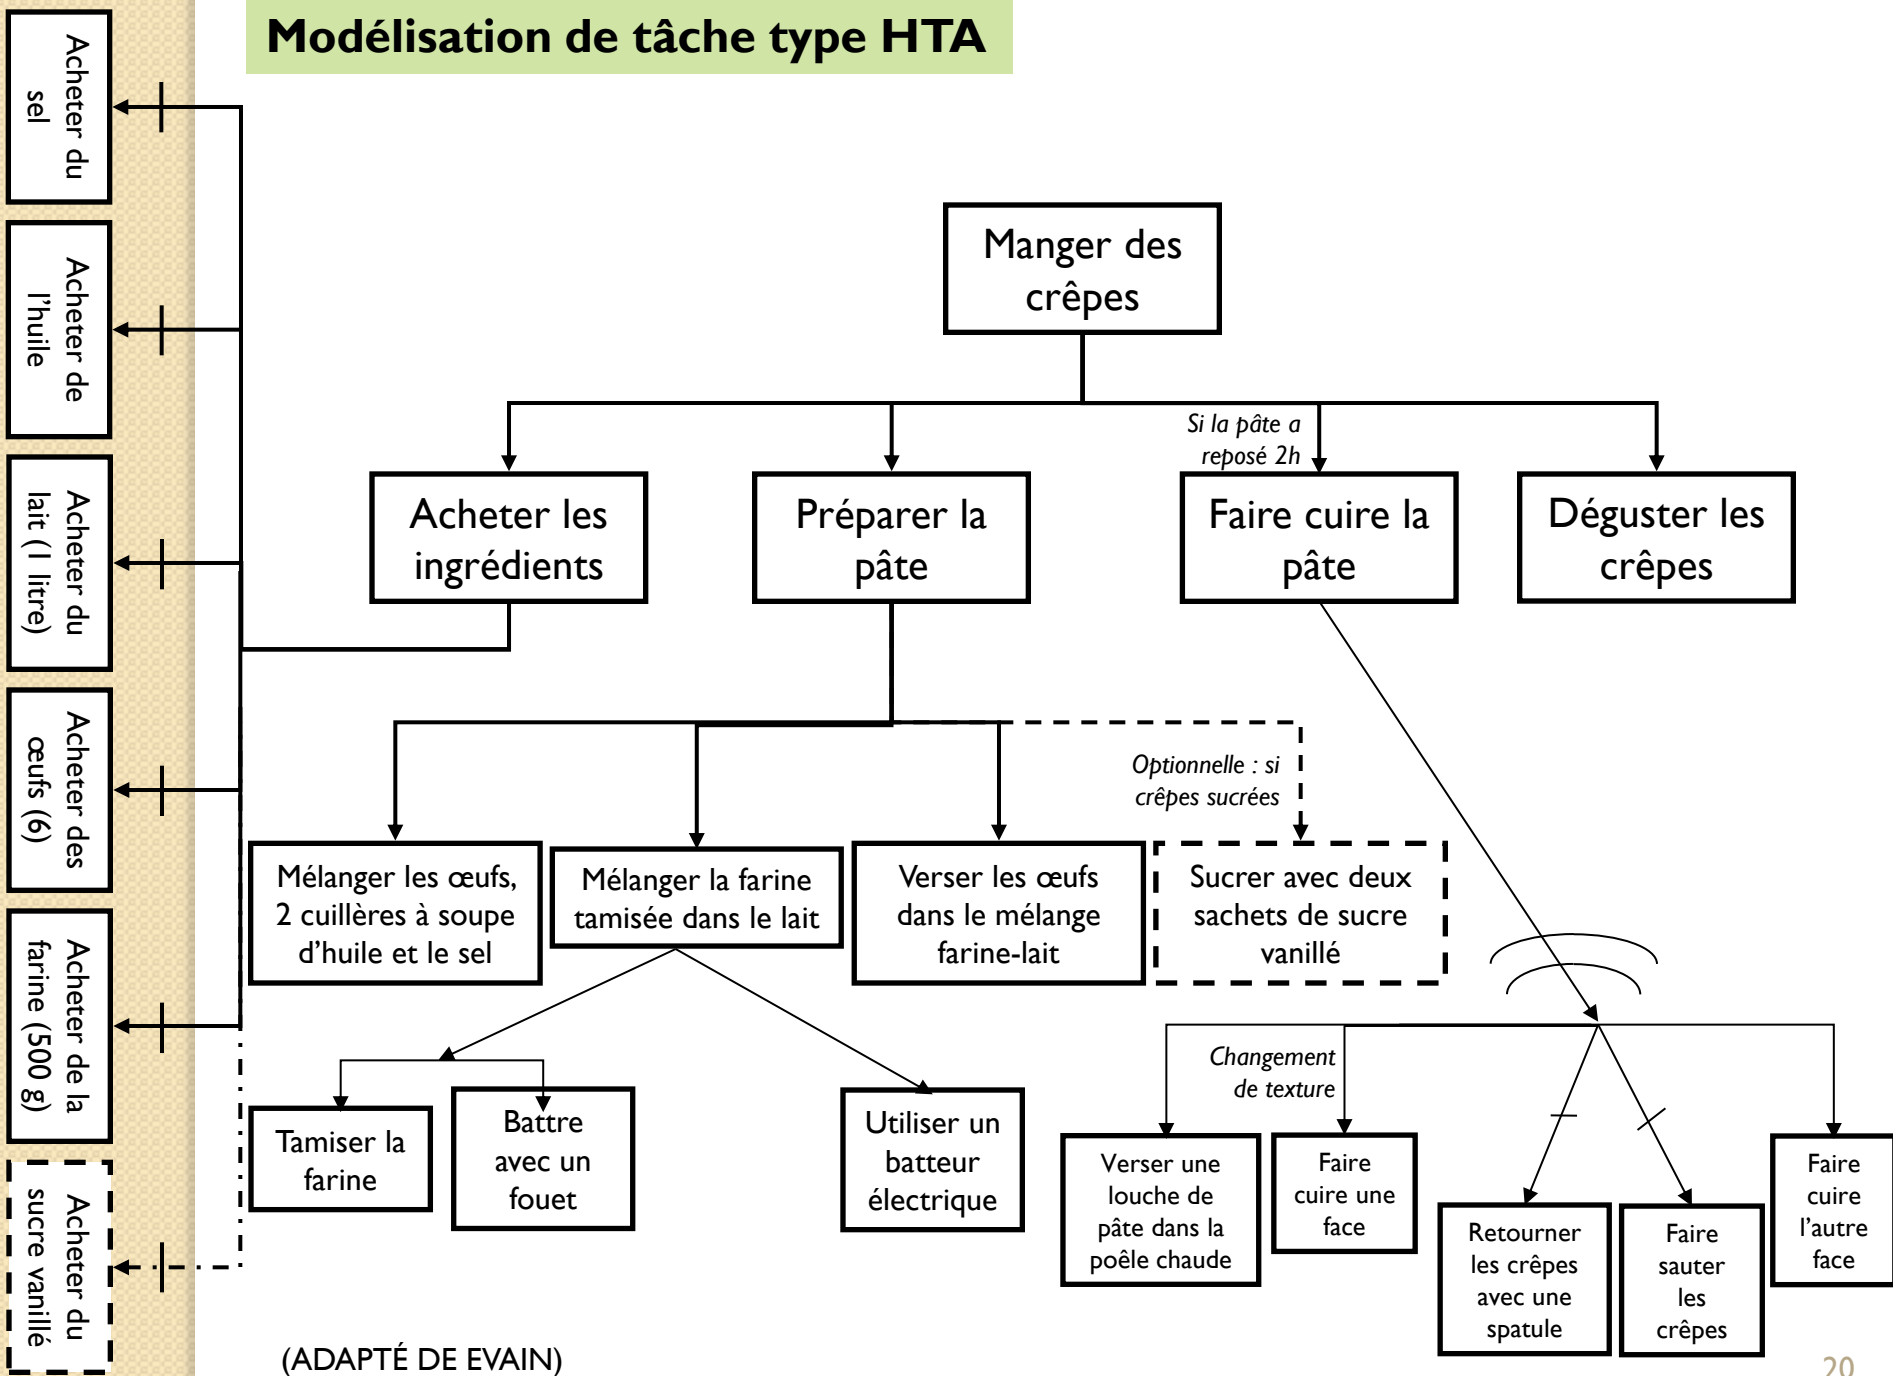 Modélisation de tâche type HTA
Acheter du
sel
Acheter de
l'huile
Acheter du
lait (1 litre)
Acheter des
œufs (6)
Acheter de la
farine (500 g)
Acheter du
sucre vanillé
Manger des
crêpes
Si la pâte a
reposé 2h
Acheter les
ingrédients
Préparer la
pâte
Faire cuire la
pâte
Déguster les
crêpes
Optionnelle : si
crêpes sucrées
Mélanger les œufs,
2 cuillères à soupe
d'huile et le sel
Mélanger la farine
tamisée dans le lait
Verser les œufs
dans le mélange
farine-lait
Sucrer avec deux
sachets de sucre
vanillé
Tamiser la
farine
Battre
avec un
fouet
Utiliser un
batteur
électrique
Changement
de texture
Verser une
louche de
pâte dans la
poêle chaude
Faire
cuire une
face
Retourner
les crêpes
avec une
spatule
Faire
sauter
les
crêpes
Faire
cuire
l'autre
face
(ADAPTÉ DE EVAIN)
20